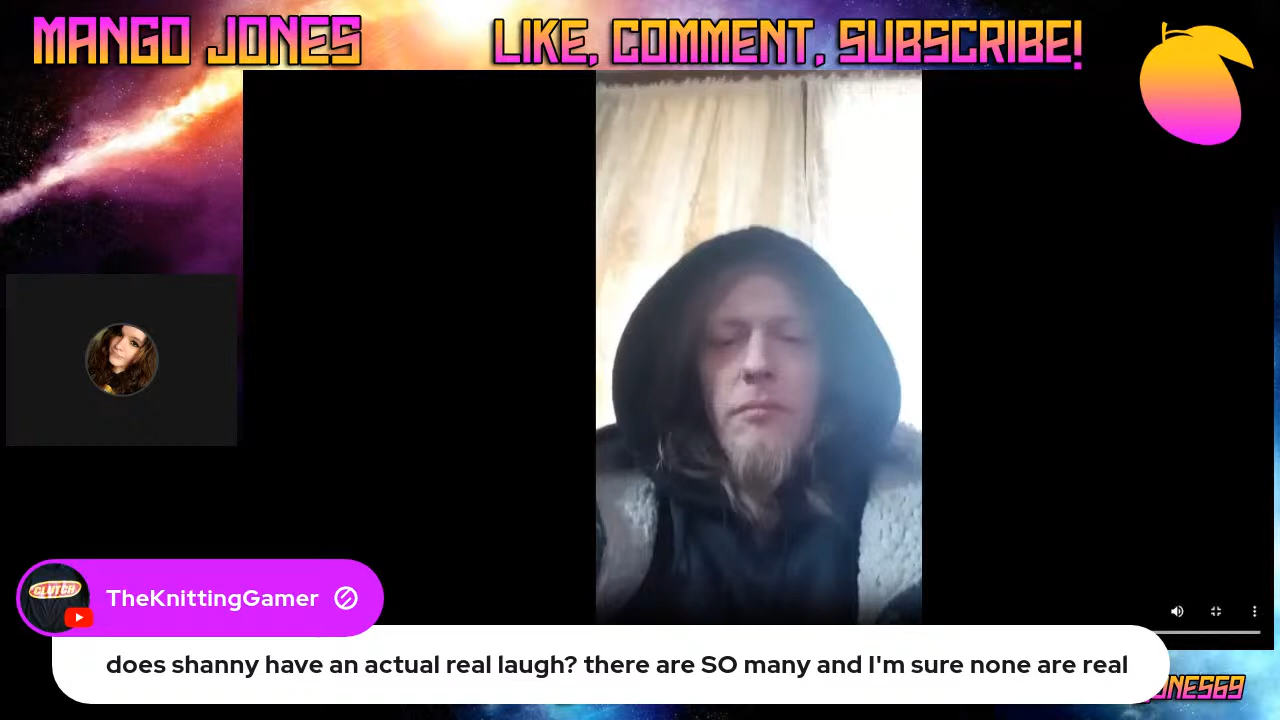 MANGO JONES
LIKE, COMMENT, SUBSCRIBE!
CLUTCH
TheKnittingGamer
does shanny have an actual real laugh? there are SO many and I'm sure none are real